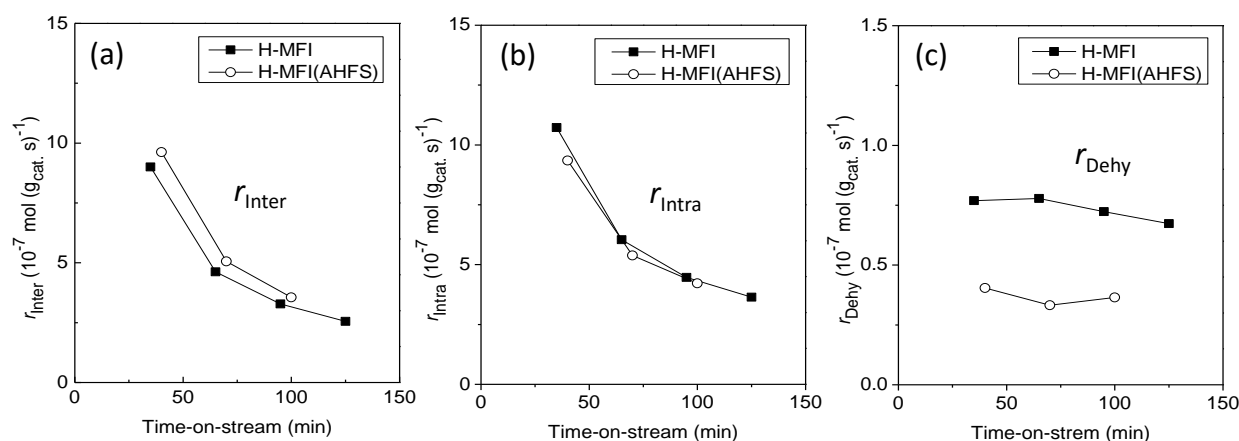 (a)
H-MFI
H-MFI(AHFS)
r_Inter
r_Inter (10^-7 mol (g_cat. s)^-1)
15
10
5
0
0 50 100 150
Time-on-stream (min)
(b)
H-MFI
H-MFI(AHFS)
r_Intra
r_Intra (10^-7 mol (g_cat. s)^-1)
15
10
5
0
0 50 100 150
Time-on-stream (min)
(c)
H-MFI
H-MFI(AHFS)
r_Dehy
r_Dehy (10^-7 mol (g_cat. s)^-1)
1.5
1.0
0.5
0.0
0 50 100 150
Time-on-strem (min)